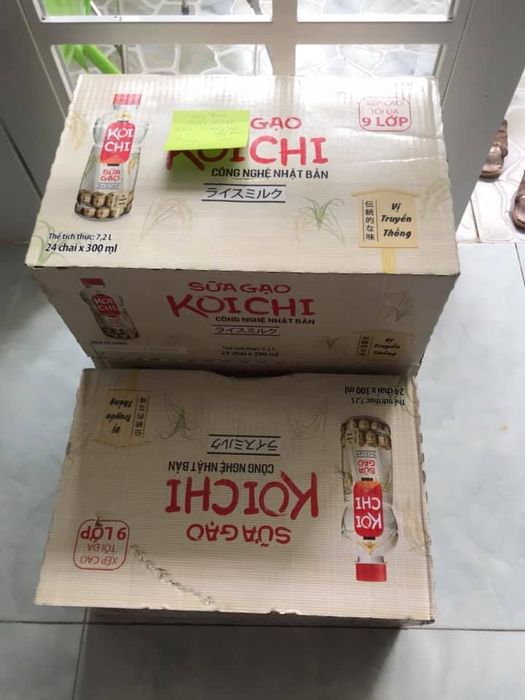 SỮA GẠO
KOICHI
CÔNG NGHỆ NHẬT BẢN
ライスミルク
XẾP CAO
TỐI ĐA
9 LỚP
KOI
CHI
SỮA
GẠO
Thể tích thực: 7,2 L
24 chai x 300 ml
伝統的な味
Vị
Truyền
Thống
SỮA GẠO
KOICHI
CÔNG NGHỆ NHẬT BẢN
ライスミルク
Thể tích thực: 7,2 L
24 chai x 300 ml
Vị
Truyền
Thống
Thể tích thực: 7,2 L
24 chai x 300 ml
Vị
Truyền
Thống
ライスミルク
CÔNG NGHỆ NHẬT BẢN
KOICHI
SỮA GẠO
KOI
CHI
SỮA
GẠO
XẾP CAO
TỐI ĐA
9 LỚP